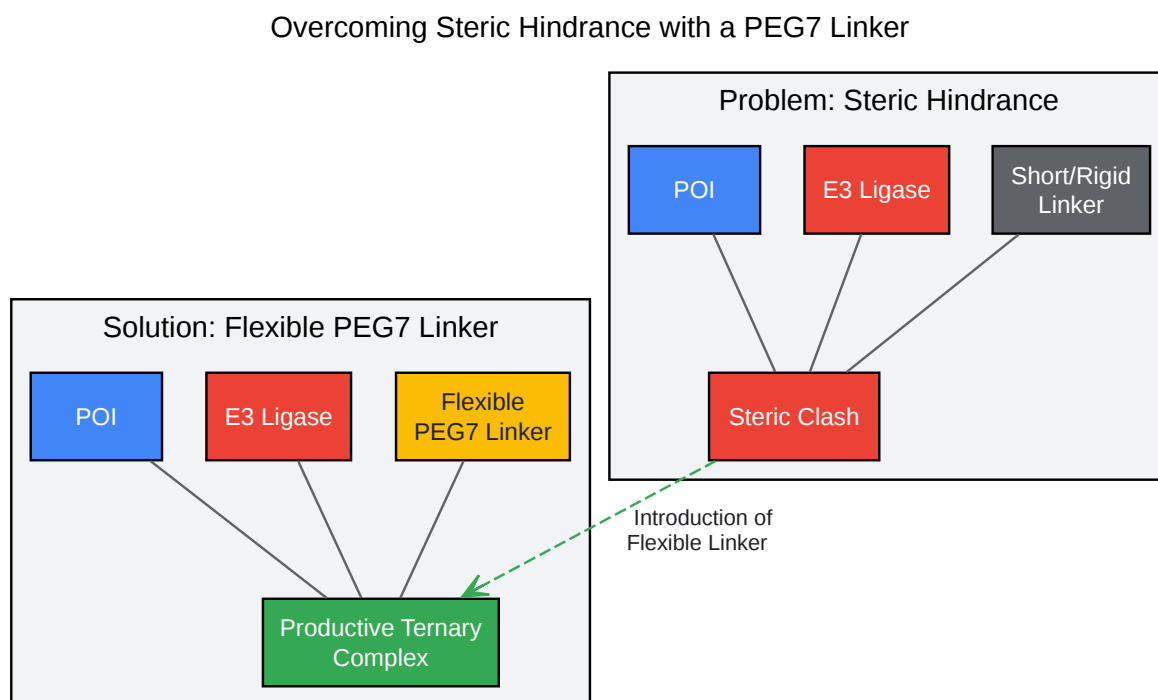 Overcoming Steric Hindrance with a PEG7 Linker
Problem: Steric Hindrance
POI
E3 Ligase
Short/Rigid
Linker
Steric Clash
Introduction of
Flexible Linker
Solution: Flexible PEG7 Linker
POI
E3 Ligase
Flexible
PEG7 Linker
Productive Ternary
Complex